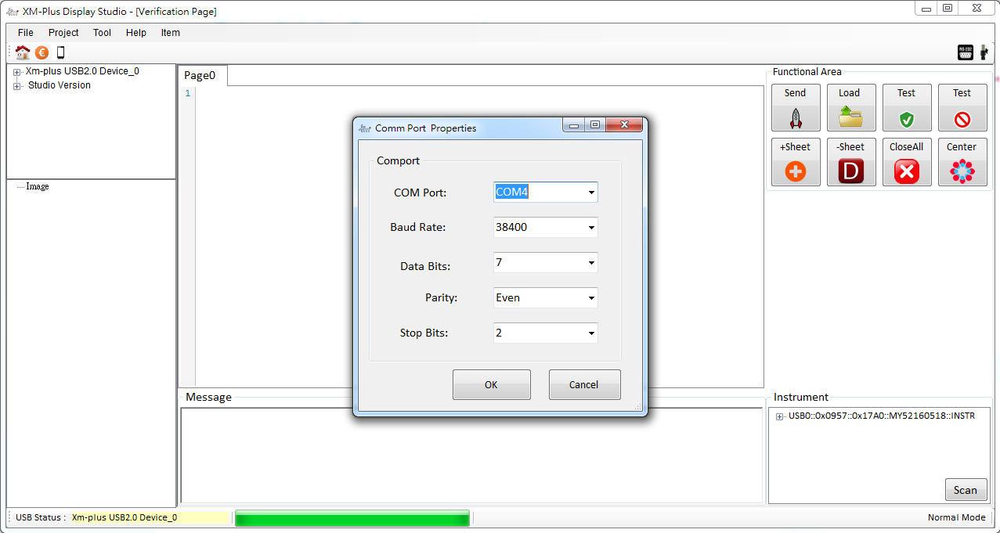 XM-Plus Display Studio - [Verification Page]
File Project Tool Help Item
RS-232
Xm-plus USB2.0 Device_0
Studio Version
Image
Page0
1
Functional Area
Send Load Test Test
+Sheet -Sheet CloseAll Center
D
Comm Port Properties
Comport
COM Port: COM4
Baud Rate: 38400
Data Bits: 7
Parity: Even
Stop Bits: 2
OK Cancel
Message
Instrument
USB0::0x0957::0x17A0::MY52160518::INSTR
Scan
USB Status : Xm-plus USB2.0 Device_0
Normal Mode